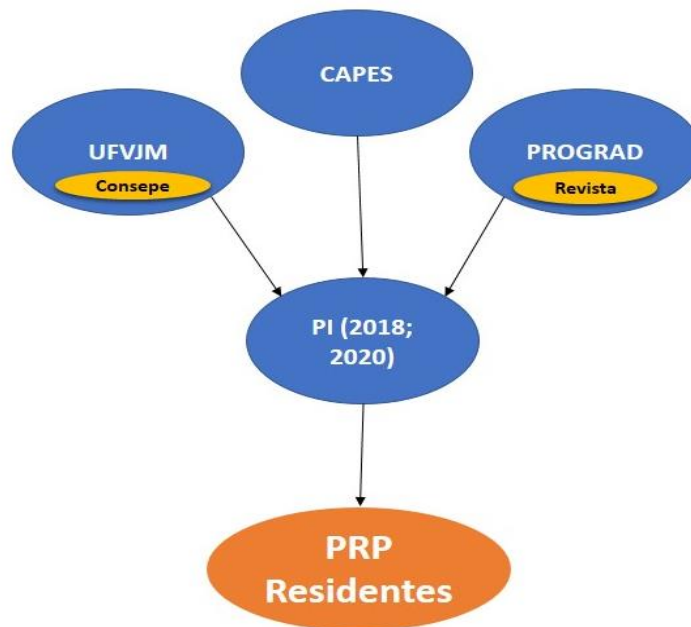 CAPES
UFVJM
Consepe
PROGRAD
Revista
PI (2018;
2020)
PRP
Residentes